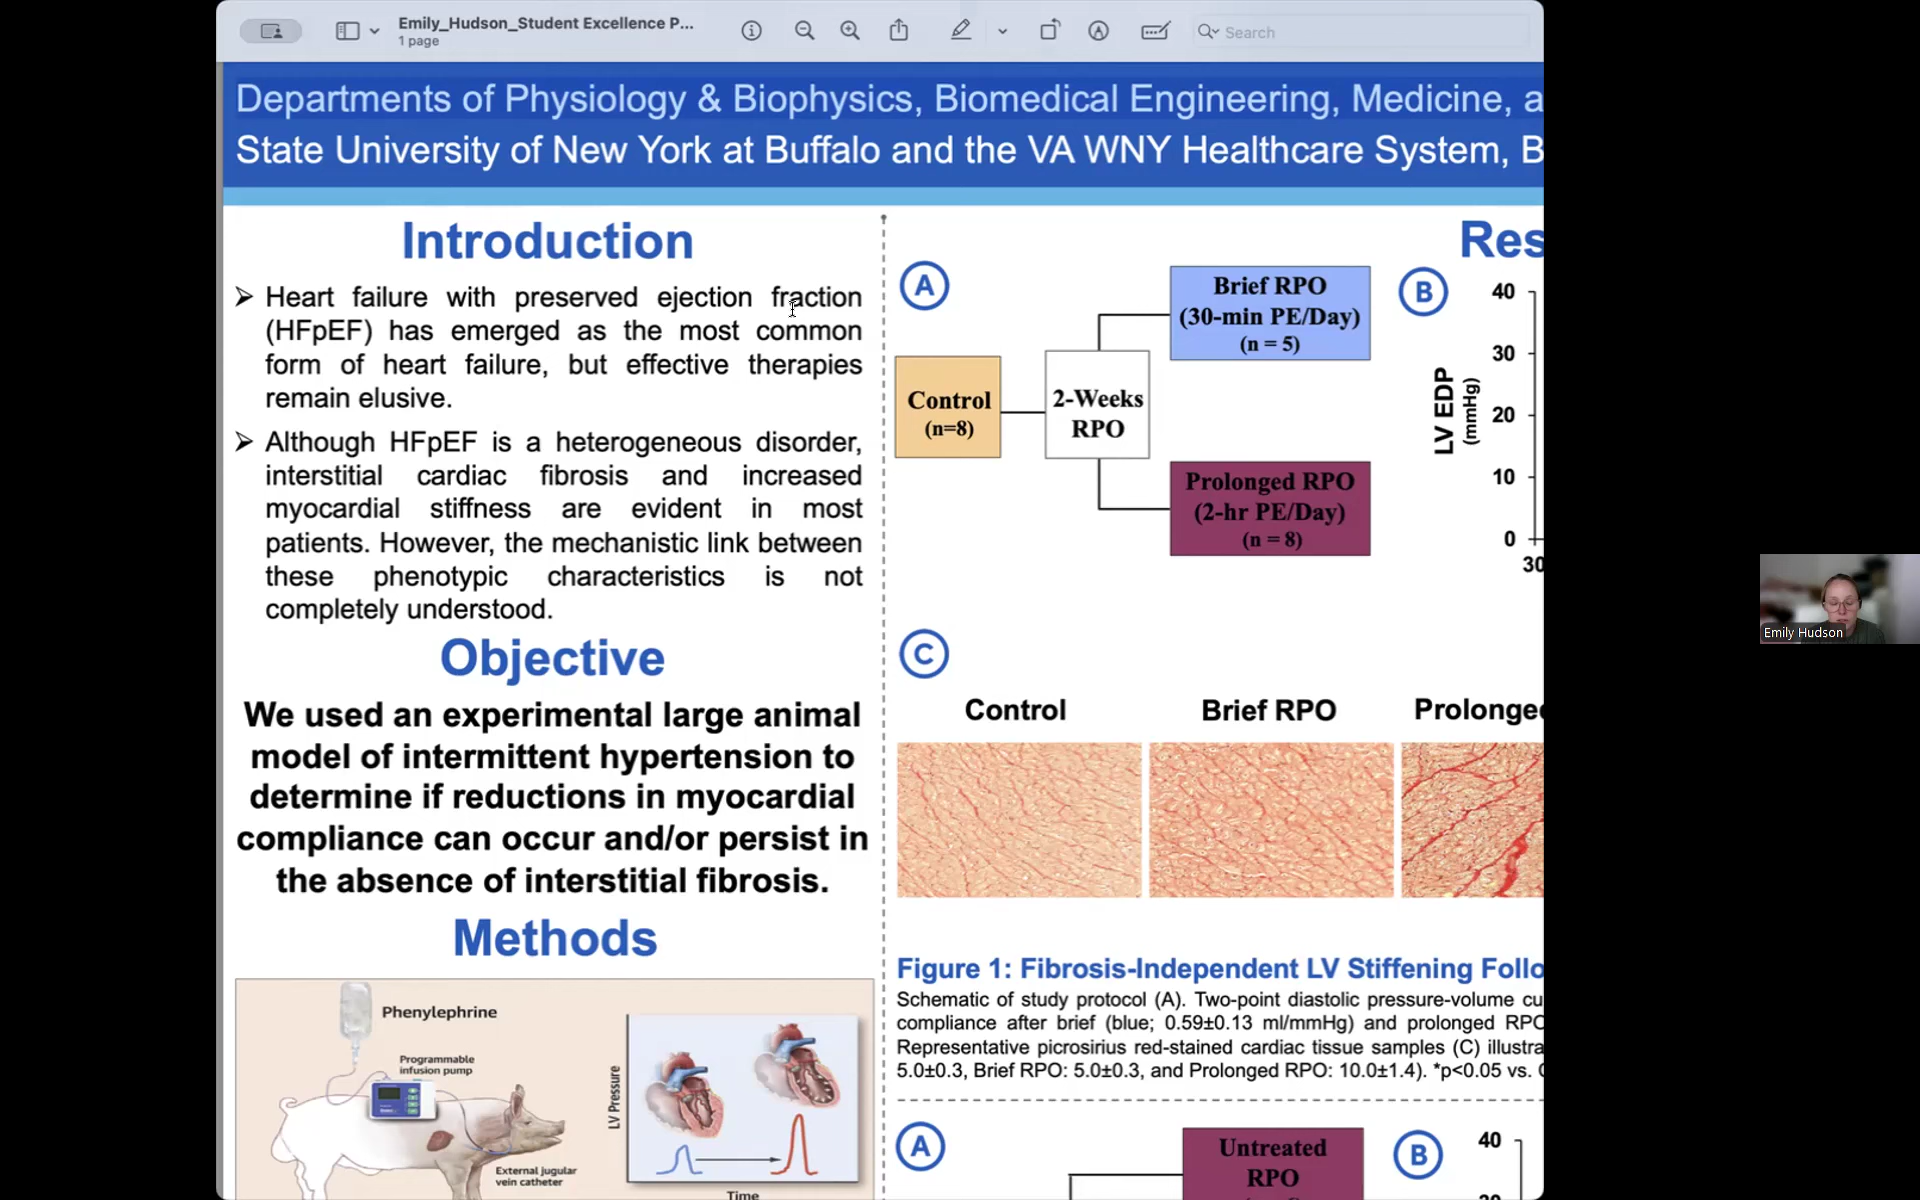 Emily_Hudson_Student Excellence P...
1 page
Search
Departments of Physiology & Biophysics, Biomedical Engineering, Medicine, a
State University of New York at Buffalo and the VA WNY Healthcare System, B
Introduction
➢ Heart failure with preserved ejection fraction
(HFpEF) has emerged as the most common
form of heart failure, but effective therapies
remain elusive.
➢ Although HFpEF is a heterogeneous disorder,
interstitial cardiac fibrosis and increased
myocardial stiffness are evident in most
patients. However, the mechanistic link between
these phenotypic characteristics is not
completely understood.
Objective
We used an experimental large animal
model of intermittent hypertension to
determine if reductions in myocardial
compliance can occur and/or persist in
the absence of interstitial fibrosis.
Methods
Phenylephrine
Programmable
infusion pump
External jugular
vein catheter
LV Pressure
Time
Res
A
Control
(n=8)
2-Weeks
RPO
Brief RPO
(30-min PE/Day)
(n = 5)
Prolonged RPO
(2-hr PE/Day)
(n = 8)
B
LV EDP
(mmHg)
40
30
20
10
0
30
C
Control
Brief RPO
Prolonge
Figure 1: Fibrosis-Independent LV Stiffening Follo
Schematic of study protocol (A). Two-point diastolic pressure-volume cu
compliance after brief (blue; 0.59±0.13 ml/mmHg) and prolonged RPO
Representative picrosirius red-stained cardiac tissue samples (C) illustra
5.0±0.3, Brief RPO: 5.0±0.3, and Prolonged RPO: 10.0±1.4). *p<0.05 vs.
A
Untreated
RPO
B
40
Emily Hudson